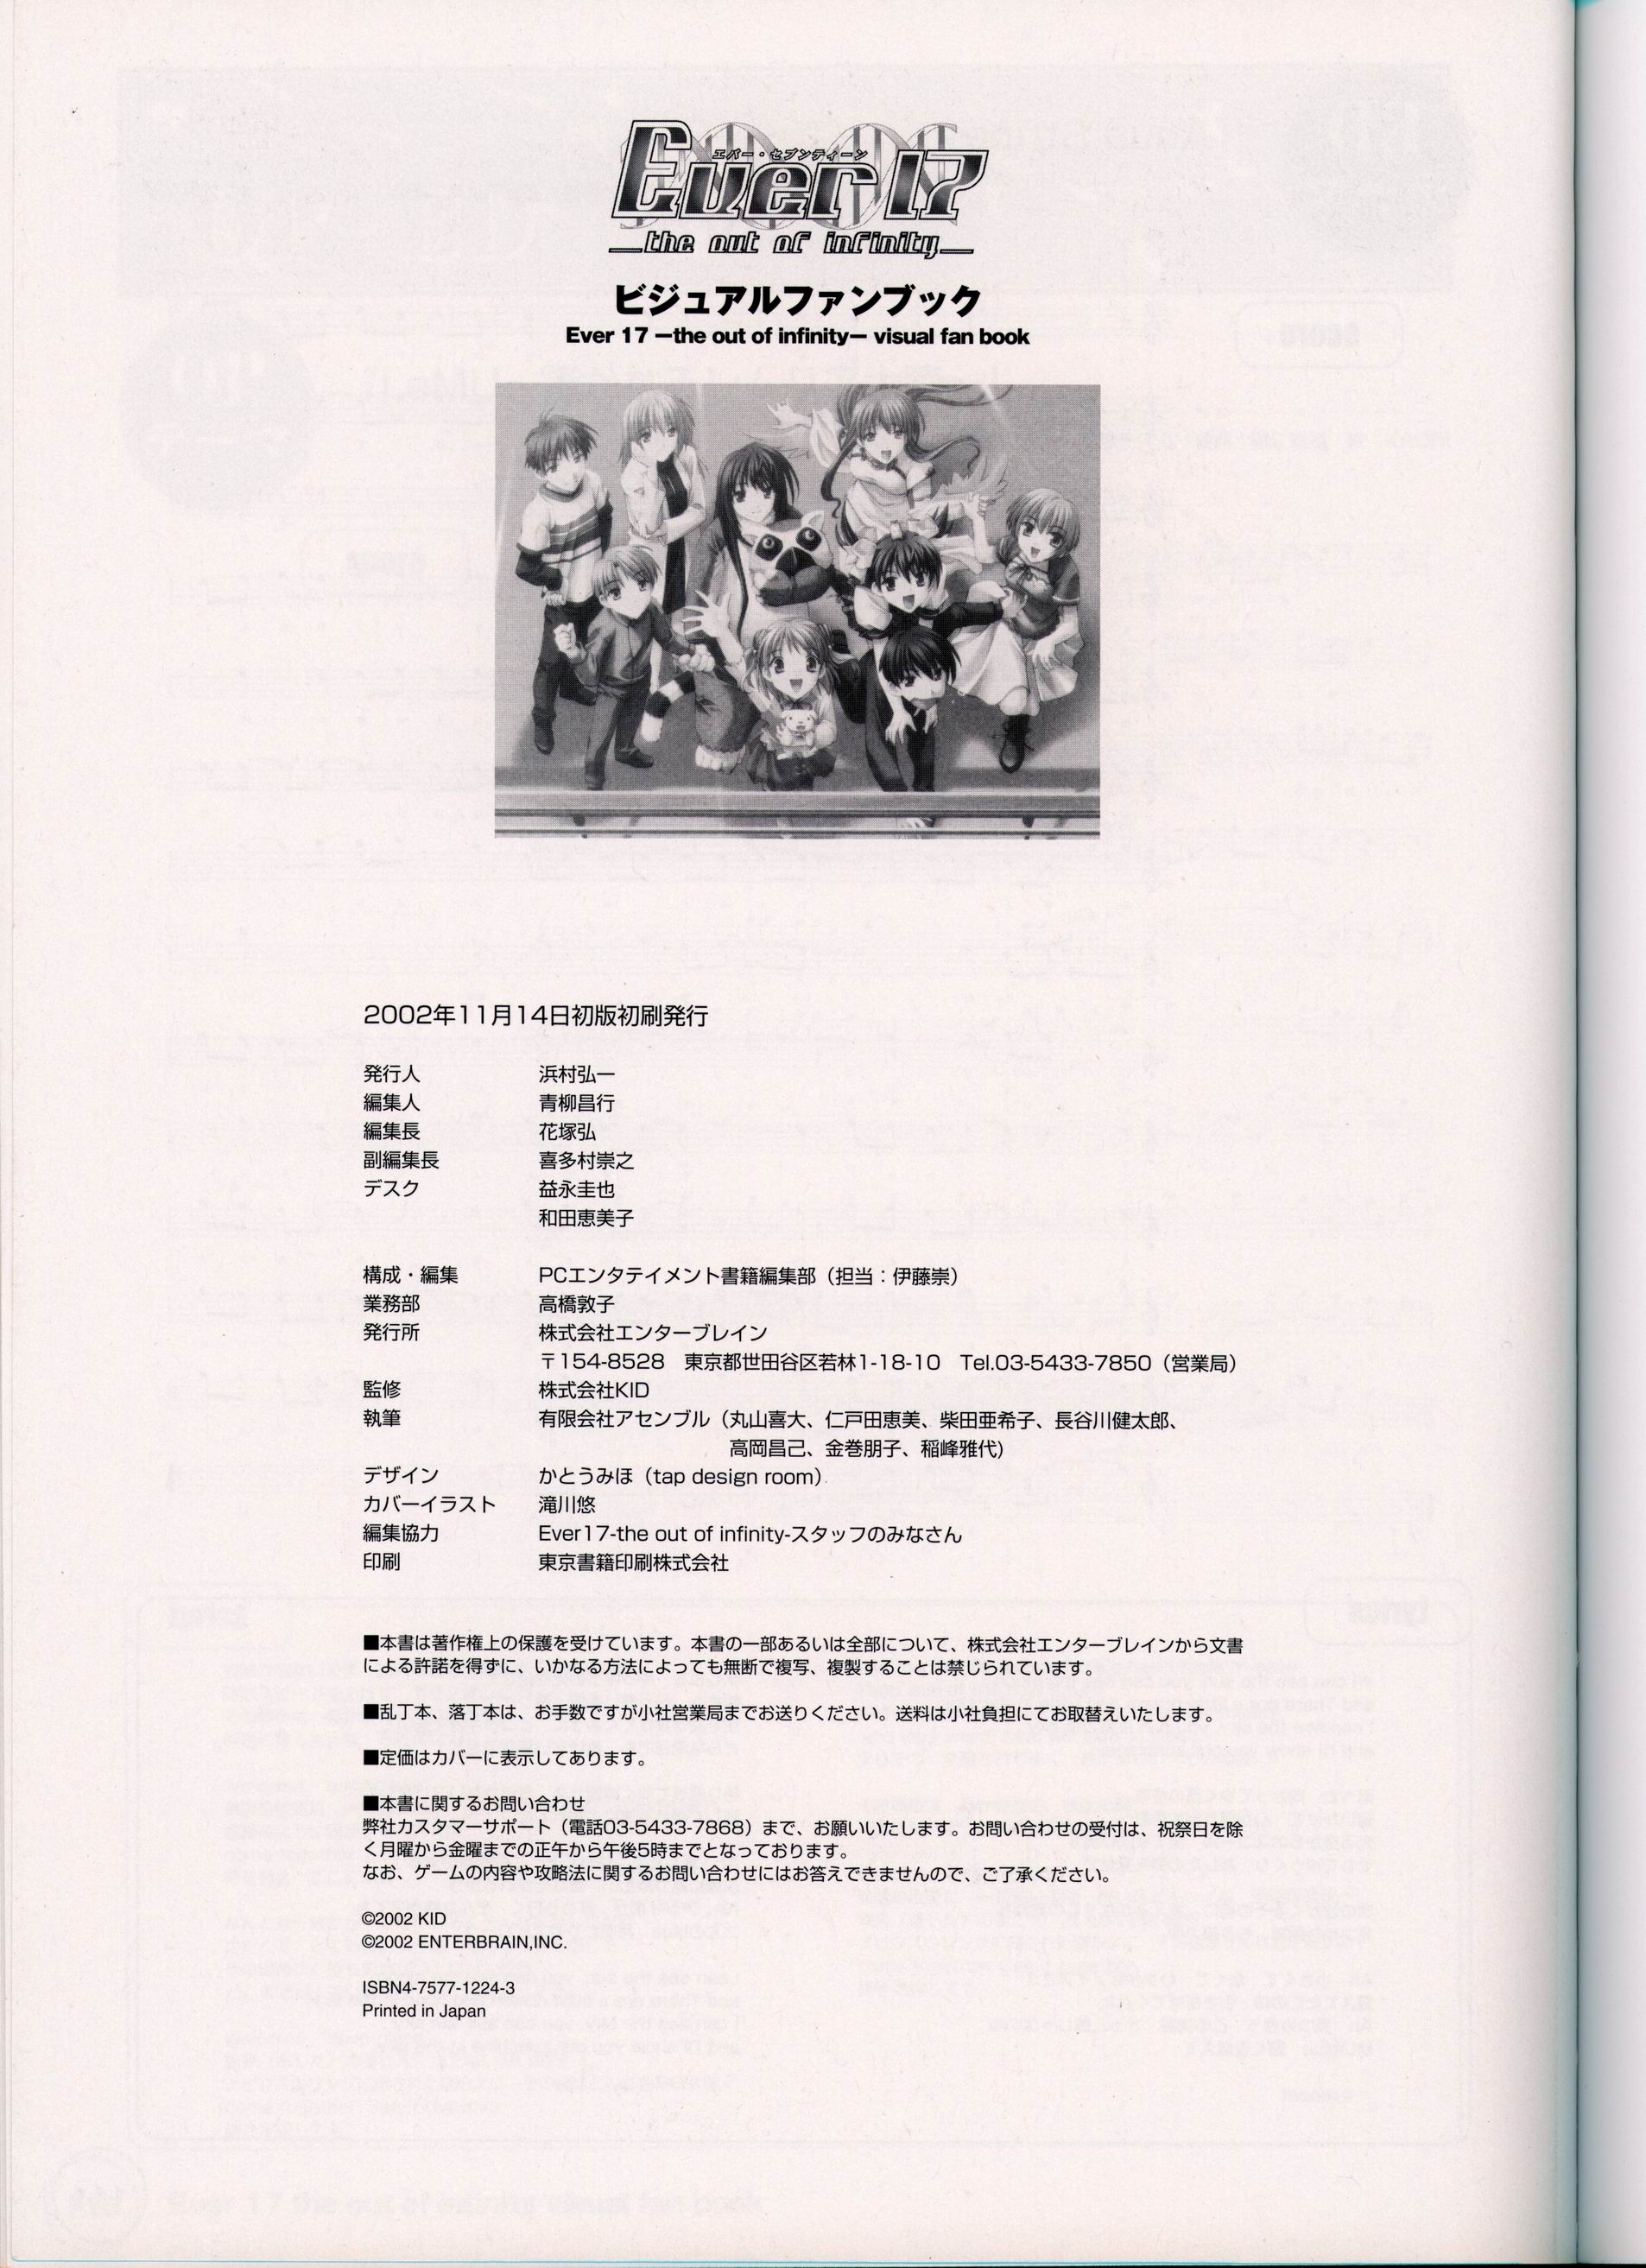 エバー・セブンティーン
Ever17
—the out of infinity—
ビジュアルファンブック
Ever 17 —the out of infinity— visual fan book
2002年11月14日初版初刷発行
発行人 浜村弘一
編集人 青柳昌行
編集長 花塚弘
副編集長 喜多村崇之
デスク 益永圭也
和田恵美子
構成・編集 PCエンタテイメント書籍編集部（担当：伊藤崇）
業務部 高橋敦子
発行所 株式会社エンターブレイン
〒154-8528 東京都世田谷区若林1-18-10 Tel.03-5433-7850（営業局）
監修 株式会社KID
執筆 有限会社アセンブル（丸山喜大、仁戸田恵美、柴田亜希子、長谷川健太郎、
高岡昌己、金巻朋子、稲峰雅代）
デザイン かとうみほ（tap design room）
カバーイラスト 滝川悠
編集協力 Ever17-the out of infinity-スタッフのみなさん
印刷 東京書籍印刷株式会社
■本書は著作権上の保護を受けています。本書の一部あるいは全部について、株式会社エンターブレインから文書
による許諾を得ずに、いかなる方法によっても無断で複写、複製することは禁じられています。
■乱丁本、落丁本は、お手数ですが小社営業局までお送りください。送料は小社負担にてお取替えいたします。
■定価はカバーに表示してあります。
■本書に関するお問い合わせ
弊社カスタマーサポート（電話03-5433-7868）まで、お願いいたします。お問い合わせの受付は、祝祭日を除
く月曜から金曜までの正午から午後5時までとなっております。
なお、ゲームの内容や攻略法に関するお問い合わせにはお答えできませんので、ご了承ください。
©2002 KID
©2002 ENTERBRAIN,INC.
ISBN4-7577-1224-3
Printed in Japan